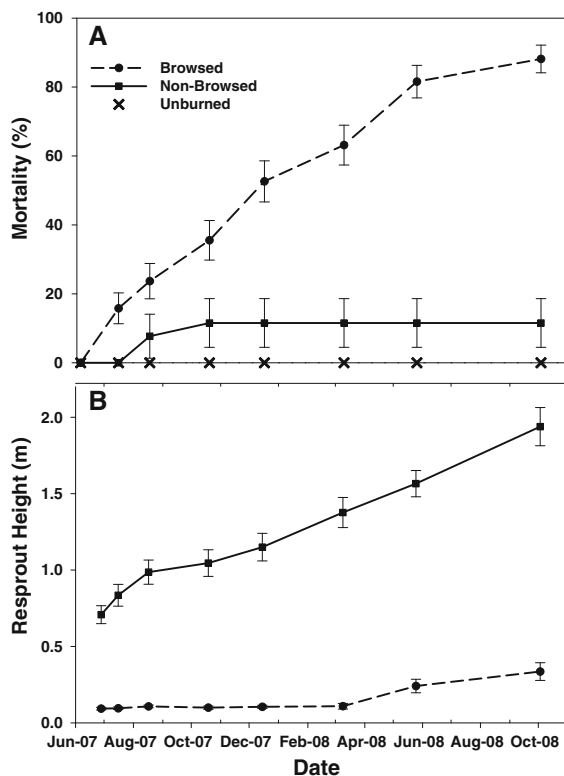 A
Browsed
Non-Browsed
Unburned
Mortality (%)
100
80
60
40
20
0
B
Resprout Height (m)
2.0
1.5
1.0
0.5
0.0
Jun-07 Aug-07 Oct-07 Dec-07 Feb-08 Apr-08 Jun-08 Aug-08 Oct-08
Date